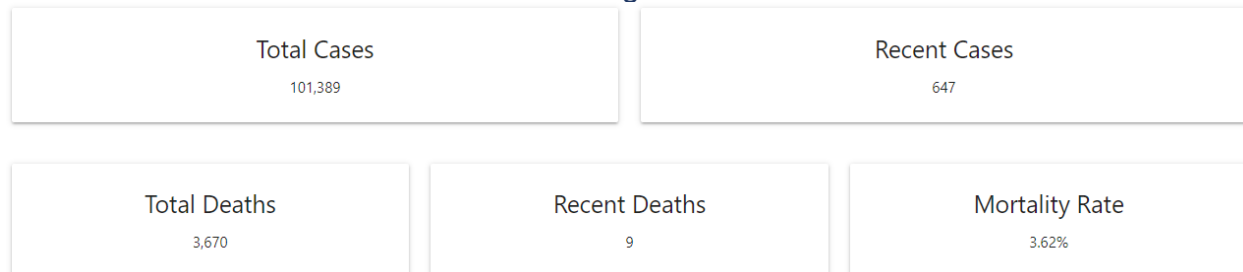 Total Cases
101,389
Recent Cases
647
Total Deaths
3,670
Recent Deaths
9
Mortality Rate
3.62%